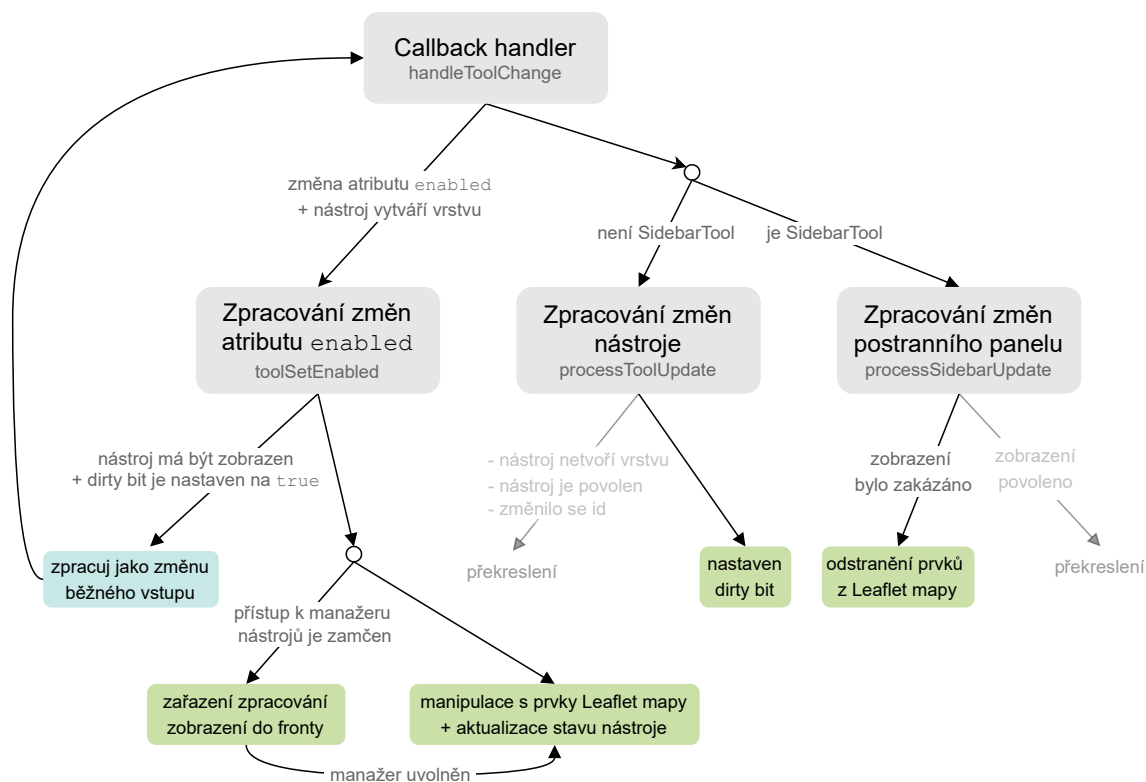 Callback handler
handleToolChange
změna atributu enabled
+ nástroj vytváří vrstvu
není SidebarTool
je SidebarTool
Zpracování změn
atributu enabled
toolSetEnabled
Zpracování změn
nástroje
processToolUpdate
Zpracování změn
postranního panelu
processSidebarUpdate
nástroj má být zobrazen
+ dirty bit je nastaven na true
- nástroj netvoří vrstvu
- nástroj je povolen
- změnilo se id
zobrazení
bylo zakázáno
zobrazení
povoleno
zpracuj jako změnu
běžného vstupu
překreslení
nastaven
dirty bit
odstranění prvků
z Leaflet mapy
překreslení
přístup k manažeru
nástrojů je zamčen
zařazení zpracování
zobrazení do fronty
manipulace s prvky Leaflet mapy
+ aktualizace stavu nástroje
manažer uvolněn